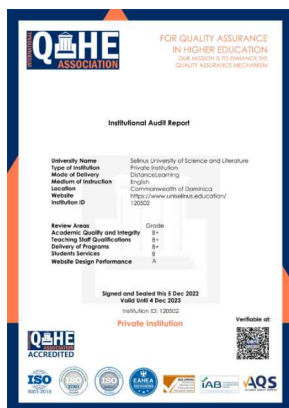 INTERNATIONAL
QAHE
ASSOCIATION
FOR QUALITY ASSURANCE
IN HIGHER EDUCATION
OUR MISSION IS TO ENHANCE THE
QUALITY ASSURANCE MECHANISM
Institutional Audit Report
University Name Selinus University of Science and Literature
Type of Institution Private Institution
Mode of Delivery DistanceLearning
Medium of Instruction English
Location Commonwealth of Dominica
Website https://www.uniselinus.education/
Institution ID 120502
Review Areas Grade
Academic Quality and Integrity B+
Teaching Staff Qualifications B+
Delivery of Programs B+
Students Services B
Website Design Performance A
Signed and Sealed this 5 Dec 2022
Valid Until 4 Dec 2023
Institution ID: 120502
Private Institution
Verifiable at:
QAHE
ACCREDITED
ISO
9001:2015
ISO
ISO
EAHEA
IAB
AQS